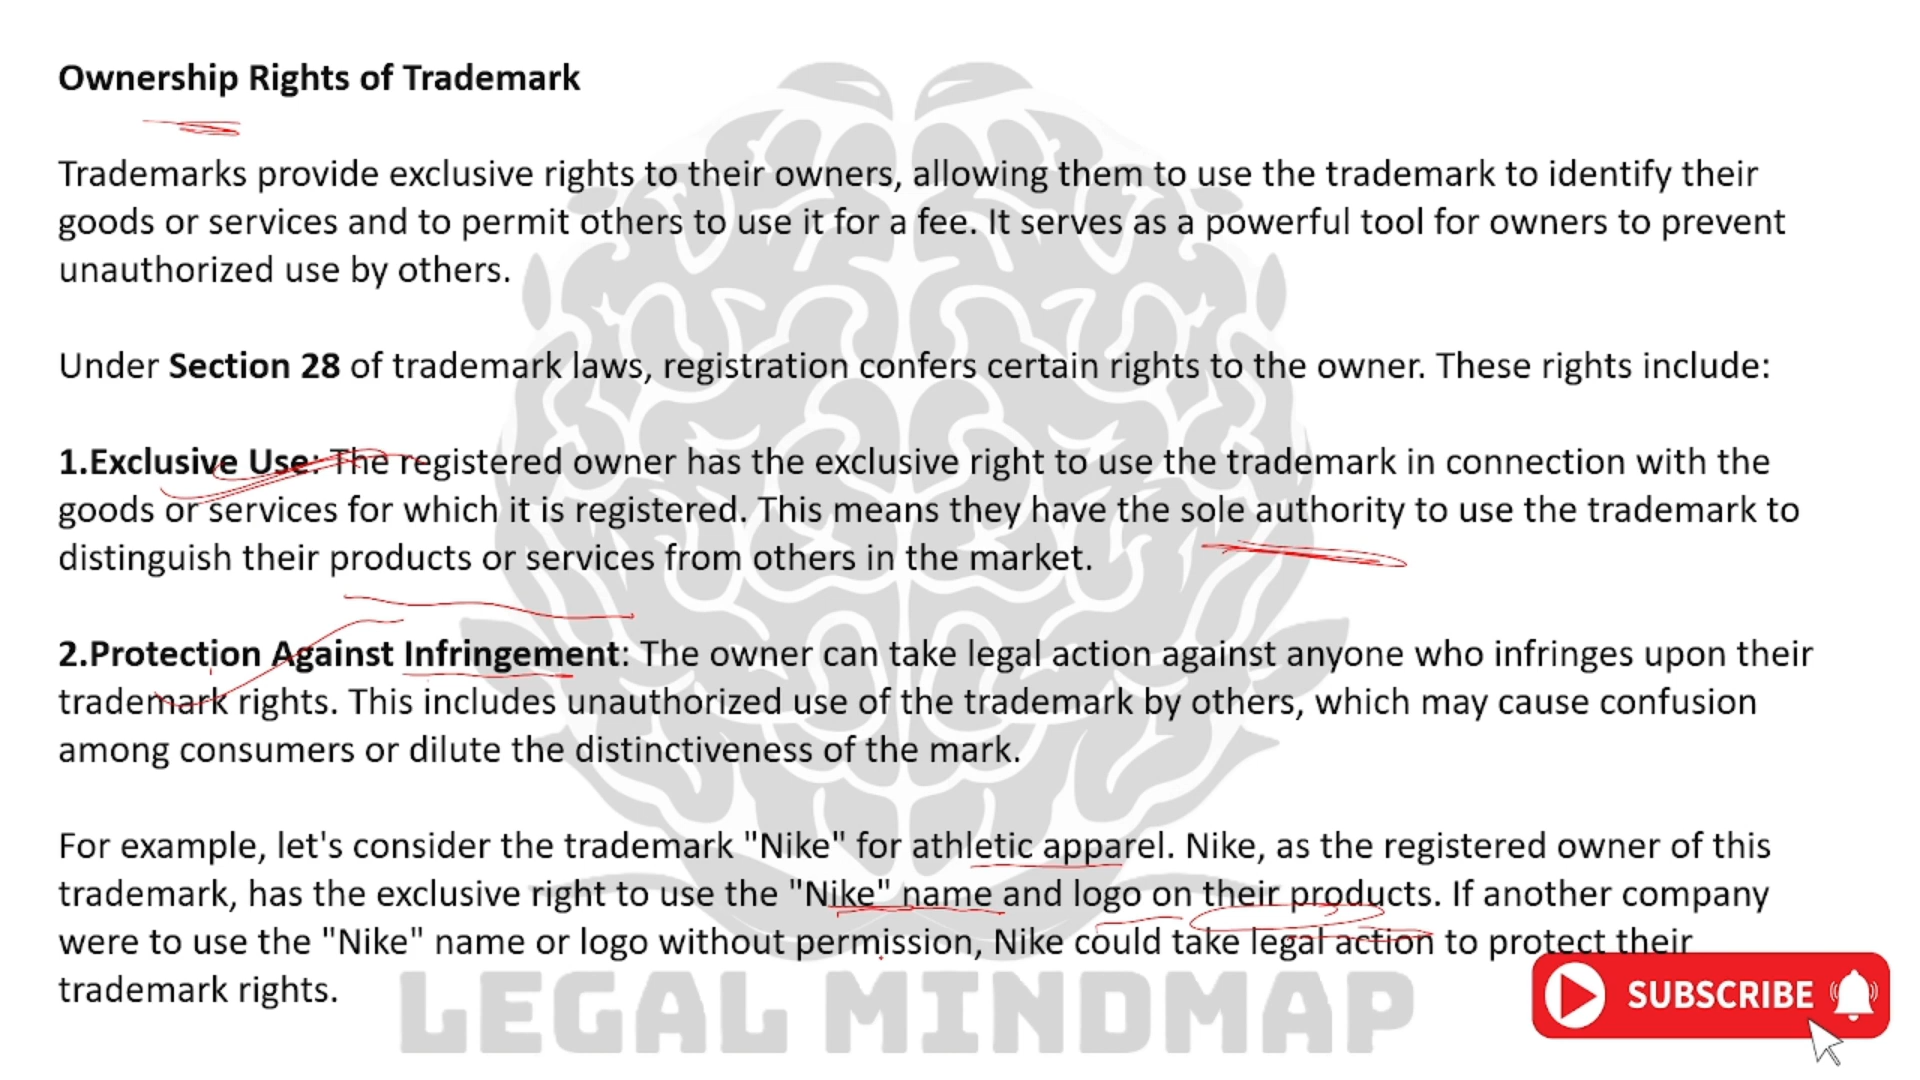 Ownership Rights of Trademark
Trademarks provide exclusive rights to their owners, allowing them to use the trademark to identify their
goods or services and to permit others to use it for a fee. It serves as a powerful tool for owners to prevent
unauthorized use by others.
Under Section 28 of trademark laws, registration confers certain rights to the owner. These rights include:
1.Exclusive Use: The registered owner has the exclusive right to use the trademark in connection with the
goods or services for which it is registered. This means they have the sole authority to use the trademark to
distinguish their products or services from others in the market.
2.Protection Against Infringement: The owner can take legal action against anyone who infringes upon their
trademark rights. This includes unauthorized use of the trademark by others, which may cause confusion
among consumers or dilute the distinctiveness of the mark.
For example, let's consider the trademark "Nike" for athletic apparel. Nike, as the registered owner of this
trademark, has the exclusive right to use the "Nike" name and logo on their products. If another company
were to use the "Nike" name or logo without permission, Nike could take legal action to protect their
trademark rights.
LEGAL MINDMAP
SUBSCRIBE